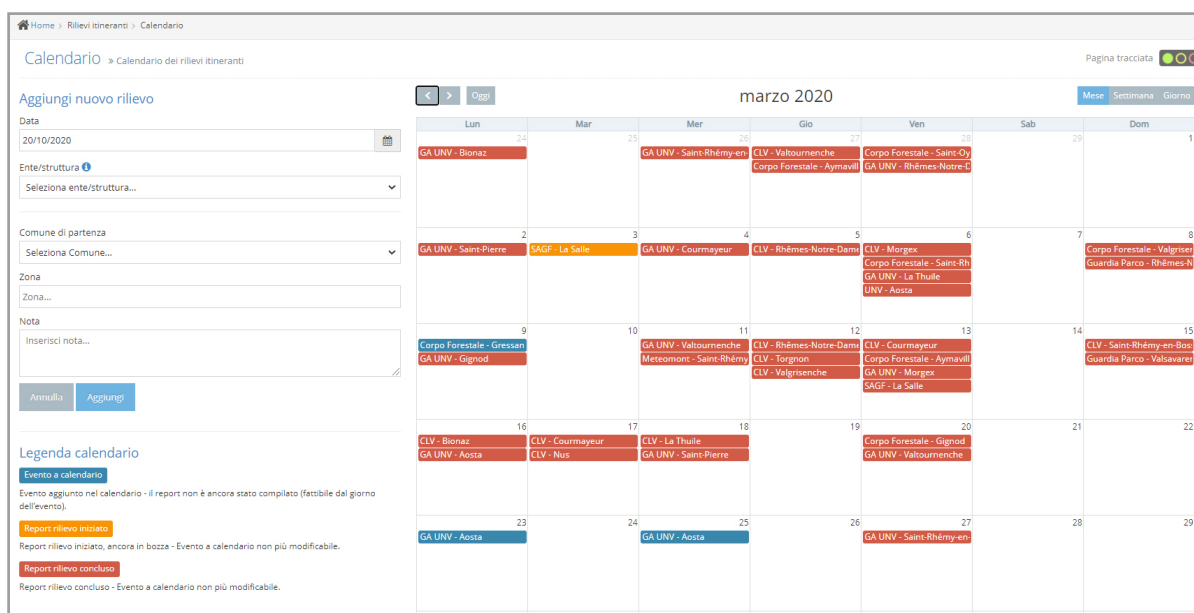 Home > Rilievi itineranti > Calendario
Calendario » Calendario dei rilievi itineranti
Pagina tracciata
Aggiungi nuovo rilievo
Data
20/10/2020
Ente/struttura
Seleziona ente/struttura...
Comune di partenza
Seleziona Comune...
Zona
Zona...
Nota
Inserisci nota...
Annulla Aggiungi
Legenda calendario
Evento a calendario
Evento aggiunto nel calendario - il report non è ancora stato compilato (fattibile dal giorno
dell'evento).
Report rilievo iniziato
Report rilievo iniziato, ancora in bozza - Evento a calendario non più modificabile.
Report rilievo concluso
Report rilievo concluso - Evento a calendario non più modificabile.
< > Oggi
marzo 2020
Mese Settimana Giorno
Lun Mar Mer Gio Ven Sab Dom
24 25 26 27 28 29 1
GA UNV - Bionaz GA UNV - Saint-Rhémy-en- CLV - Valtournenche Corpo Forestale - Saint-Oy
Corpo Forestale - Aymavill GA UNV - Rhêmes-Notre-D
2 3 4 5 6 7 8
GA UNV - Saint-Pierre SAGF - La Salle GA UNV - Courmayeur CLV - Rhêmes-Notre-Dame CLV - Morgex Corpo Forestale - Valgriser
Corpo Forestale - Saint-Rh Guardia Parco - Rhêmes-N
GA UNV - La Thuile
UNV - Aosta
9 10 11 12 13 14 15
Corpo Forestale - Gressan GA UNV - Valtournenche CLV - Rhêmes-Notre-Dame CLV - Courmayeur CLV - Saint-Rhémy-en-Bos
GA UNV - Gignod Meteomont - Saint-Rhémy CLV - Torgnon Corpo Forestale - Aymavill Guardia Parco - Valsavarer
CLV - Valgrisenche GA UNV - Morgex
SAGF - La Salle
16 17 18 19 20 21 22
CLV - Bionaz CLV - Courmayeur CLV - La Thuile Corpo Forestale - Gignod
GA UNV - Aosta CLV - Nus GA UNV - Saint-Pierre GA UNV - Valtournenche
23 24 25 26 27 28 29
GA UNV - Aosta GA UNV - Aosta GA UNV - Saint-Rhémy-en-